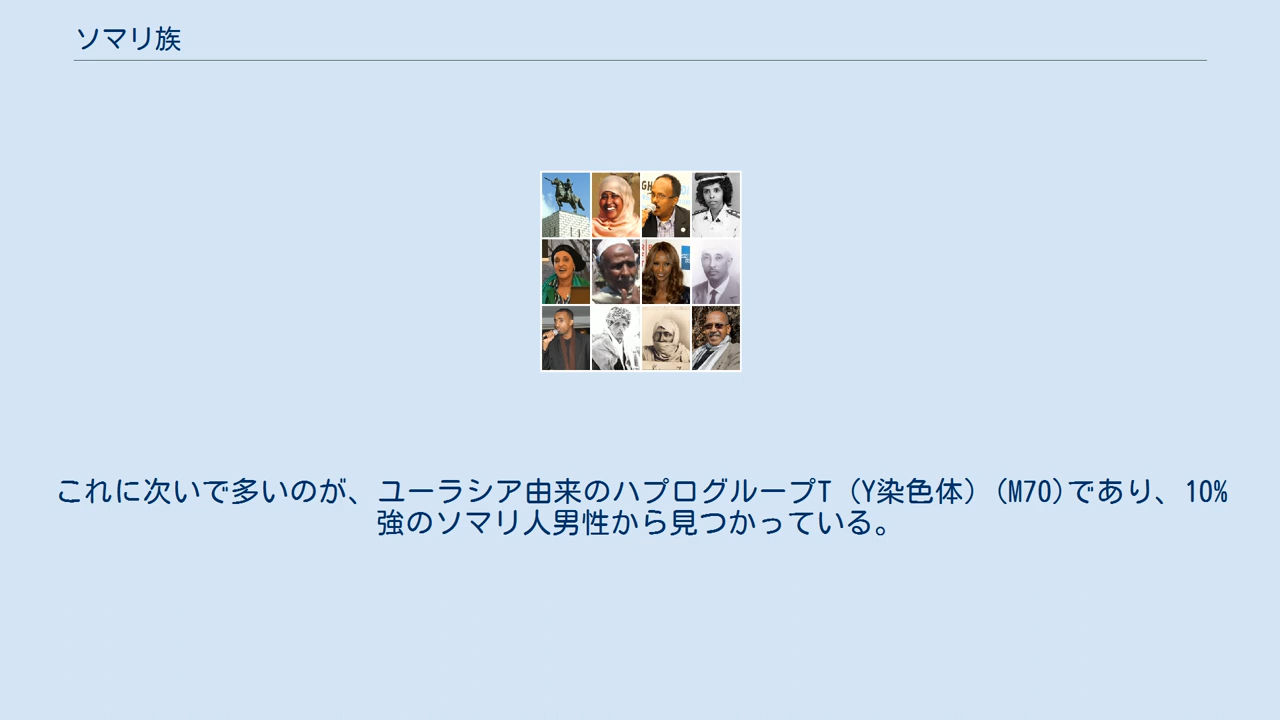 ソマリ族
GH
これに次いで多いのが、ユーラシア由来のハプログループT (Y染色体) (M70)であり、10%
強のソマリ人男性から見つかっている。